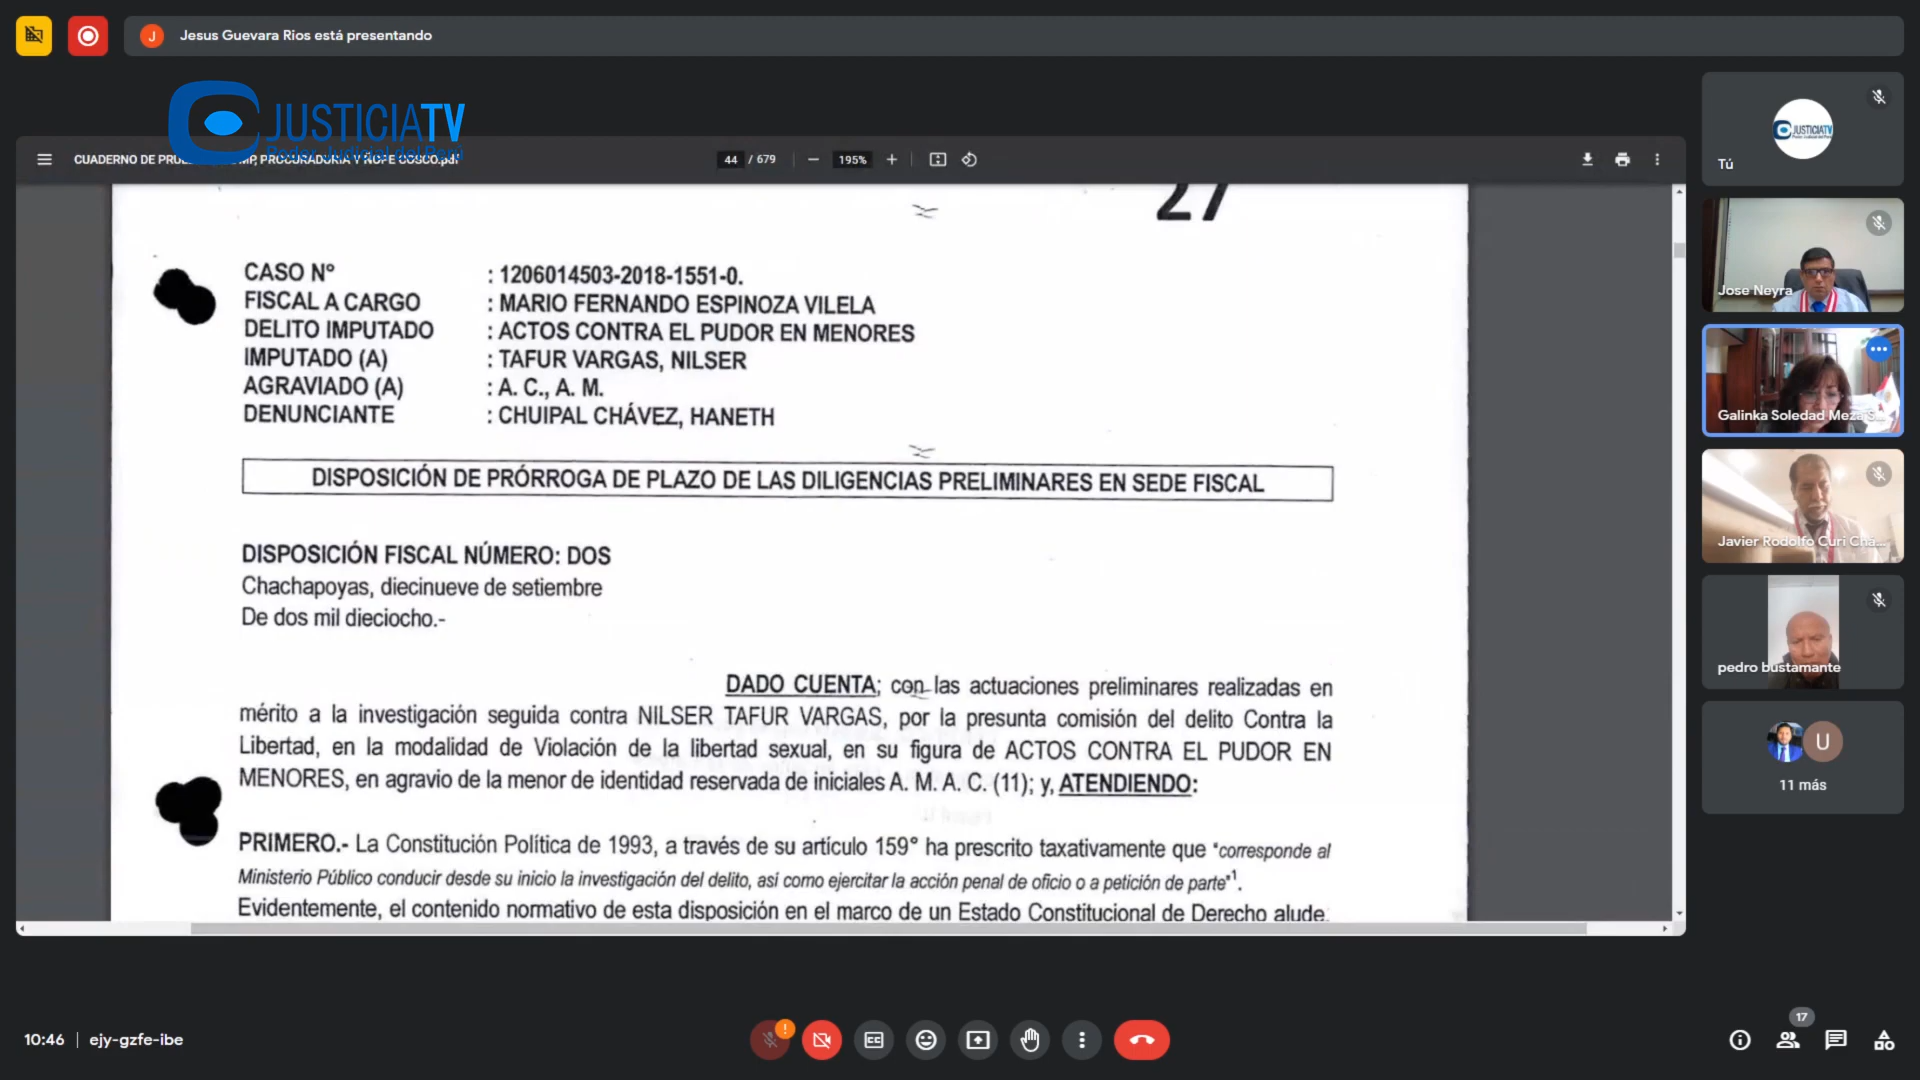 J Jesus Guevara Rios está presentando
JUSTICIATV
Poder Judicial del Perú
44 / 679
195%
27
CASO Nº : 1206014503-2018-1551-0.
FISCAL A CARGO : MARIO FERNANDO ESPINOZA VILELA
DELITO IMPUTADO : ACTOS CONTRA EL PUDOR EN MENORES
IMPUTADO (A) : TAFUR VARGAS, NILSER
AGRAVIADO (A) : A. C., A. M.
DENUNCIANTE : CHUIPAL CHÁVEZ, HANETH
DISPOSICIÓN DE PRÓRROGA DE PLAZO DE LAS DILIGENCIAS PRELIMINARES EN SEDE FISCAL
DISPOSICIÓN FISCAL NÚMERO: DOS
Chachapoyas, diecinueve de setiembre
De dos mil dieciocho.-
DADO CUENTA; con las actuaciones preliminares realizadas en
mérito a la investigación seguida contra NILSER TAFUR VARGAS, por la presunta comisión del delito Contra la
Libertad, en la modalidad de Violación de la libertad sexual, en su figura de ACTOS CONTRA EL PUDOR EN
MENORES, en agravio de la menor de identidad reservada de iniciales A. M. A. C. (11); y, ATENDIENDO:
PRIMERO.- La Constitución Política de 1993, a través de su artículo 159° ha prescrito taxativamente que "corresponde al
Ministerio Público conducir desde su inicio la investigación del delito, así como ejercitar la acción penal de oficio o a petición de parte"¹.
Evidentemente, el contenido normativo de esta disposición en el marco de un Estado Constitucional de Derecho alude:
JUSTICIATV
Tú
Jose Neyra
Galinka Soledad Meza S...
Javier Rodolfo Curi Cha...
pedro bustamante
U
11 más
10:46 | ejy-gzfe-ibe
17